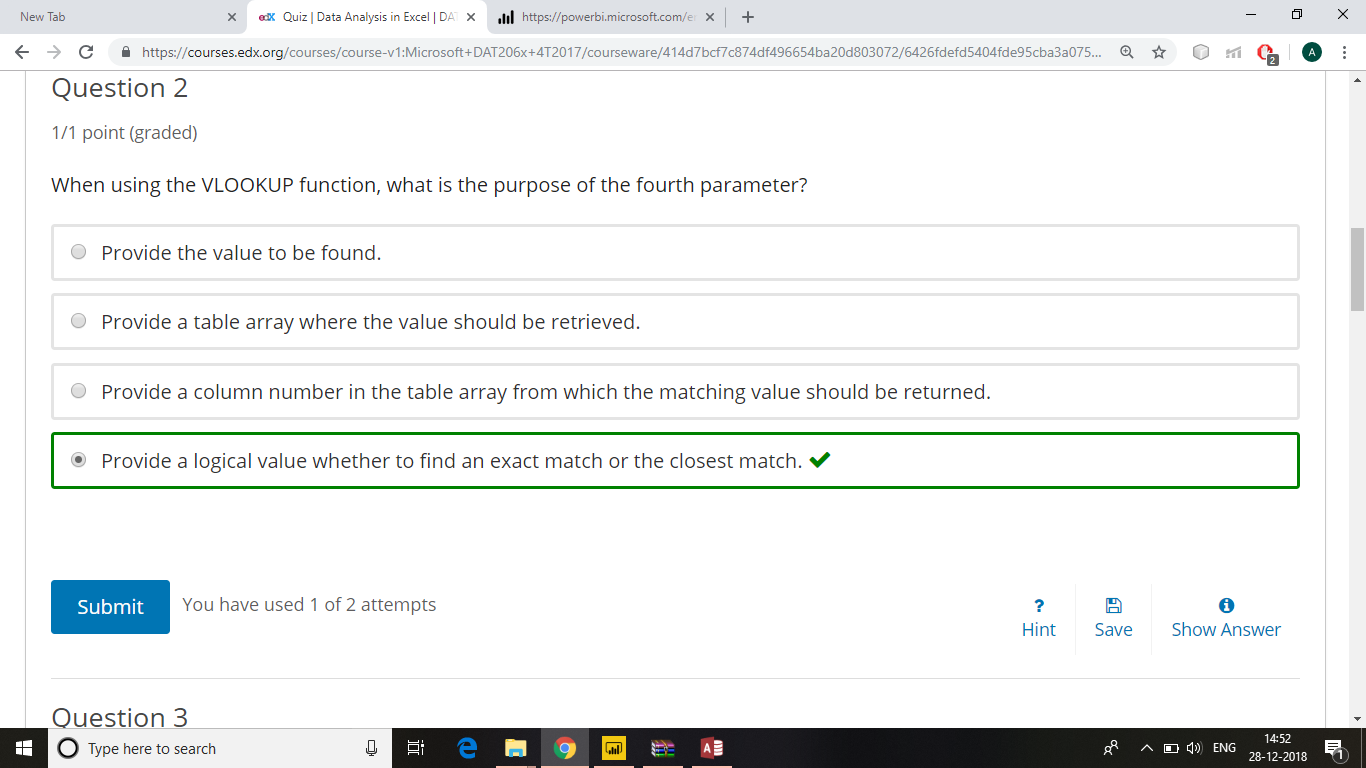 New Tab
edX Quiz | Data Analysis in Excel | DA
https://powerbi.microsoft.com/e
https://courses.edx.org/courses/course-v1:Microsoft+DAT206x+4T2017/courseware/414d7bcf7c874df496654ba20d803072/6426fdefd5404fde95cba3a075...
2
A
Question 2
1/1 point (graded)
When using the VLOOKUP function, what is the purpose of the fourth parameter?
Provide the value to be found.
Provide a table array where the value should be retrieved.
Provide a column number in the table array from which the matching value should be returned.
Provide a logical value whether to find an exact match or the closest match.
Submit
You have used 1 of 2 attempts
Hint
Save
Show Answer
Question 3
Type here to search
ENG
14:52
28-12-2018
1